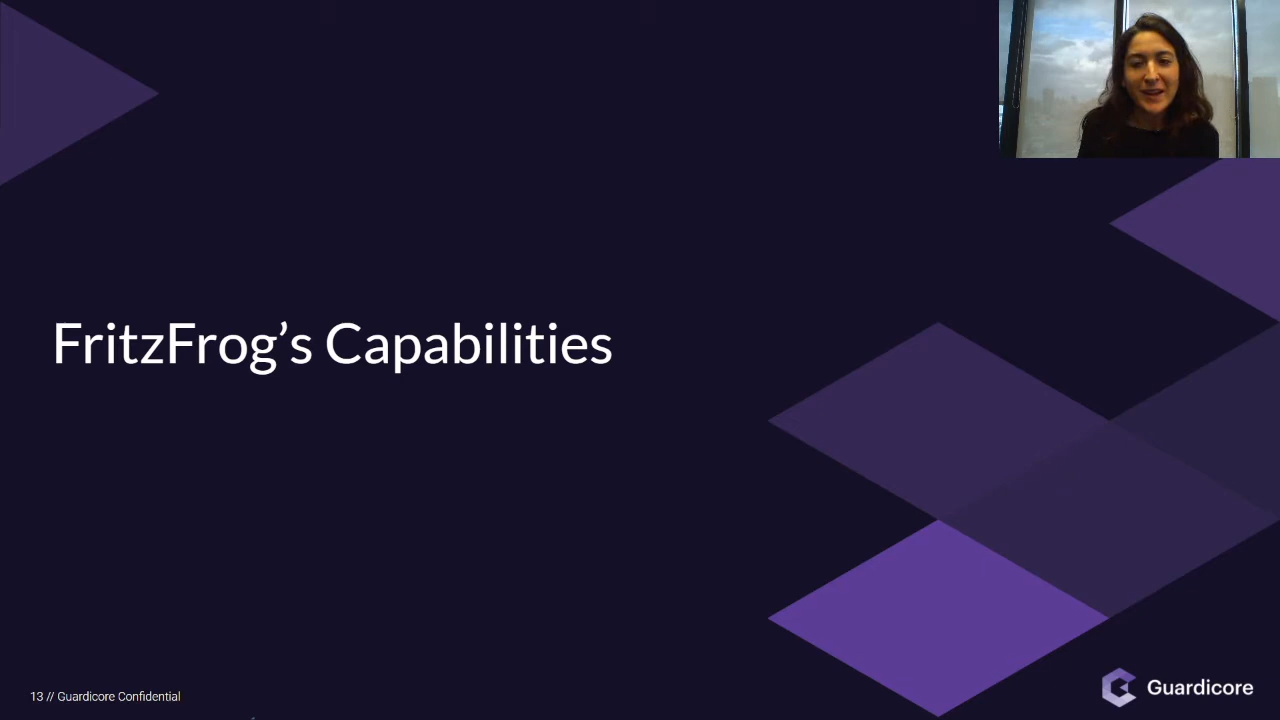 FritzFrog’s Capabilities
13 // Guardicore Confidential
Guardicore